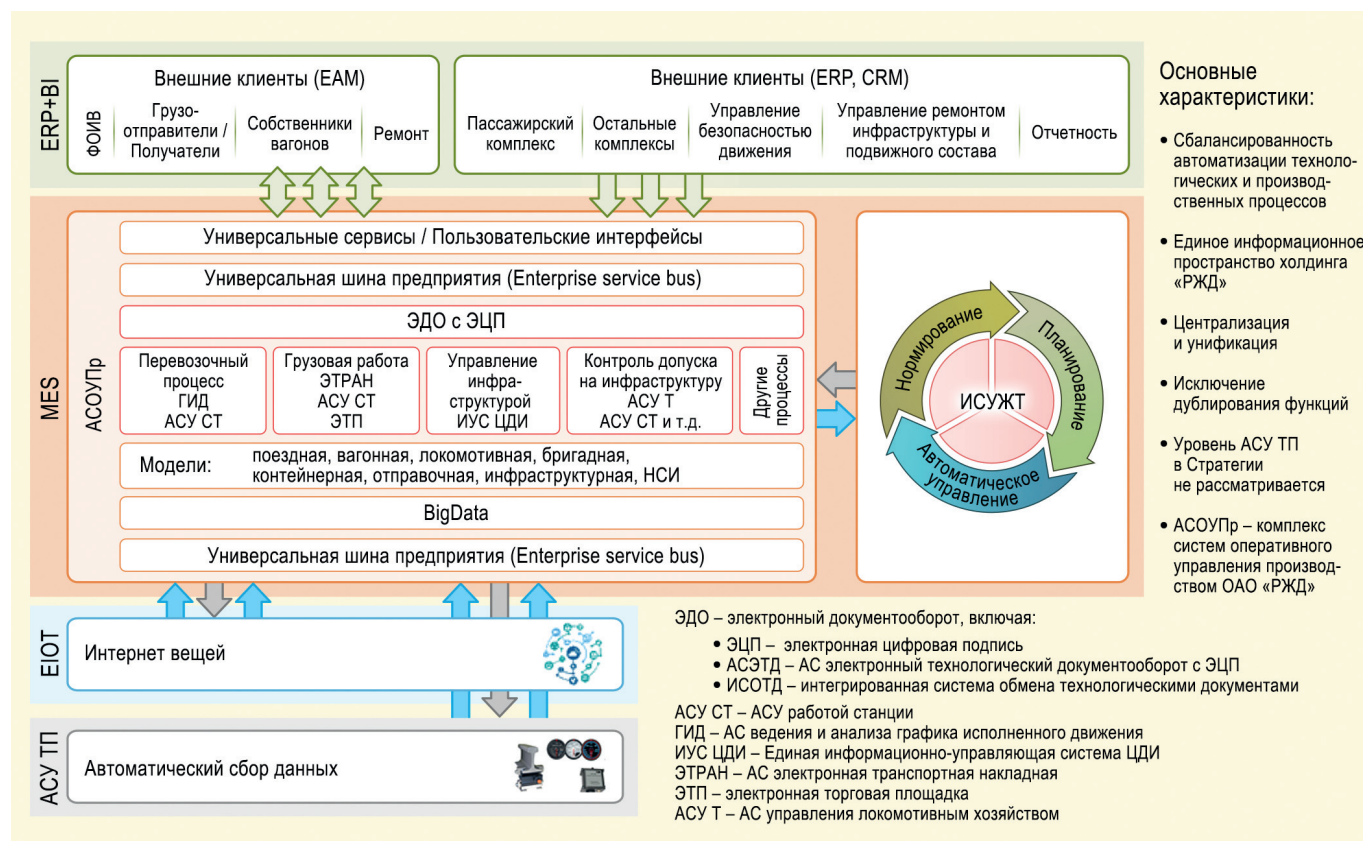 ERP+BI
Внешние клиенты (EAM)
ФОИВ
Грузо-
отправители /
Получатели
Собственники
вагонов
Ремонт
Внешние клиенты (ERP, CRM)
Пассажирский
комплекс
Остальные
комплексы
Управление
безопасностью
движения
Управление ремонтом
инфраструктуры и
подвижного состава
Отчетность
MES
АСОУПр
Универсальные сервисы / Пользовательские интерфейсы
Универсальная шина предприятия (Enterprise service bus)
ЭДО с ЭЦП
Перевозочный
процесс
ГИД
АСУ СТ
Грузовая работа
ЭТРАН
АСУ СТ
ЭТП
Управление
инфра-
структурой
ИУС ЦДИ
Контроль допуска
на инфраструктуру
АСУ Т
АСУ СТ и т.д.
Другие
процессы
Модели:
поездная, вагонная, локомотивная, бригадная,
контейнерная, отправочная, инфраструктурная, НСИ
BigData
Универсальная шина предприятия (Enterprise service bus)
Нормирование
Планирование
Автоматическое
управление
ИСУЖТ
EIOT
Интернет вещей
АСУ ТП
Автоматический сбор данных
Основные
характеристики:
• Сбалансированность
автоматизации техноло-
гических и производ-
ственных процессов
• Единое информационное
пространство холдинга
«РЖД»
• Централизация
и унификация
• Исключение
дублирования функций
• Уровень АСУ ТП
в Стратегии
не рассматривается
• АСОУПр – комплекс
систем оперативного
управления производ-
ством ОАО «РЖД»
ЭДО – электронный документооборот, включая:
• ЭЦП – электронная цифровая подпись
• АСЭТД – АС электронный технологический документооборот с ЭЦП
• ИСОТД – интегрированная система обмена технологическими документами
АСУ СТ – АСУ работой станции
ГИД – АС ведения и анализа графика исполненного движения
ИУС ЦДИ – Единая информационно-управляющая система ЦДИ
ЭТРАН – АС электронная транспортная накладная
ЭТП – электронная торговая площадка
АСУ Т – АС управления локомотивным хозяйством